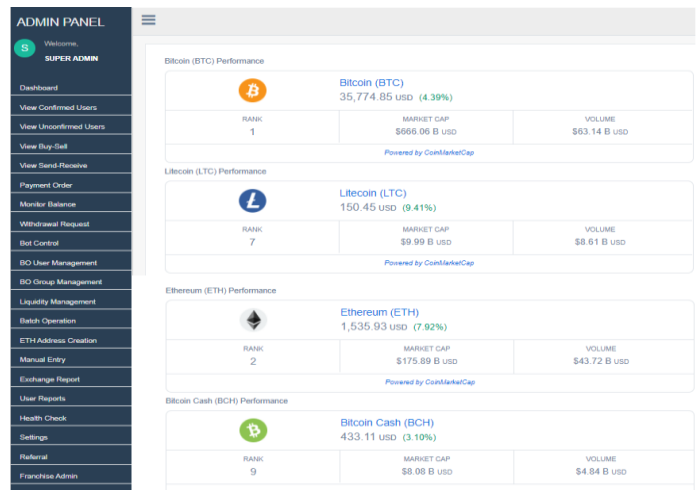 ADMIN PANEL
S
Welcome,
SUPER ADMIN
Dashboard
View Confirmed Users
View Unconfirmed Users
View Buy-Sell
View Send-Receive
Payment Order
Monitor Balance
Withdrawal Request
Bot Control
BO User Management
BO Group Management
Liquidity Management
Batch Operation
ETH Address Creation
Manual Entry
Exchange Report
User Reports
Health Check
Settings
Referral
Franchise Admin
Bitcoin (BTC) Performance
Bitcoin (BTC)
35,774.85 USD (4.39%)
RANK MARKET CAP VOLUME
1 $666.06 B USD $63.14 B USD
Powered by CoinMarketCap
Litecoin (LTC) Performance
Litecoin (LTC)
150.45 USD (9.41%)
RANK MARKET CAP VOLUME
7 $9.99 B USD $8.61 B USD
Powered by CoinMarketCap
Ethereum (ETH) Performance
Ethereum (ETH)
1,535.93 USD (7.92%)
RANK MARKET CAP VOLUME
2 $175.89 B USD $43.72 B USD
Powered by CoinMarketCap
Bitcoin Cash (BCH) Performance
Bitcoin Cash (BCH)
433.11 USD (3.10%)
RANK MARKET CAP VOLUME
9 $8.08 B USD $4.84 B USD